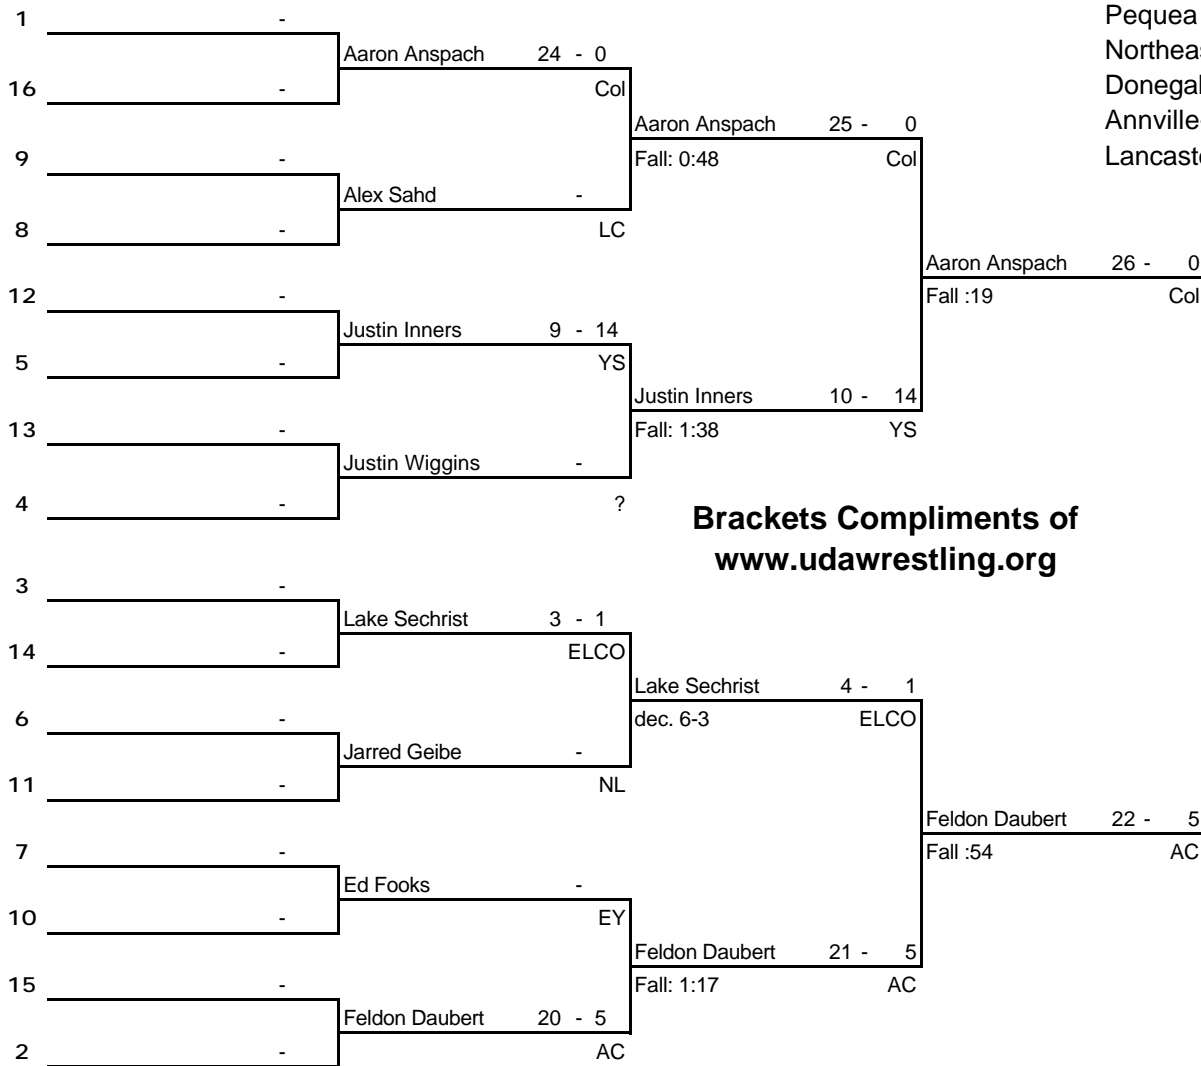 1 -
Pequea
Aaron Anspach 24 - 0
16 - Col
Donegal
Aaron Anspach 25 - 0
9 - Fall: 0:48 Col
Alex Sahd -
8 - LC
Aaron Anspach 26 - 0
12 - Fall :19 Col
Justin Inners 9 - 14
5 - YS
Justin Inners 10 - 14
13 - Fall: 1:38 YS
Justin Wiggins -
4 - ?
Brackets Compliments of
www.udawrestling.org
3 -
Lake Sechrist 3 - 1
14 - ELCO
Lake Sechrist 4 - 1
6 - dec. 6-3 ELCO
Jarred Geibe -
11 - NL
Feldon Daubert 22 - 5
7 - Fall :54 AC
Ed Fooks -
10 - EY
Feldon Daubert 21 - 5
15 - Fall: 1:17 AC
Feldon Daubert 20 - 5
2 - AC